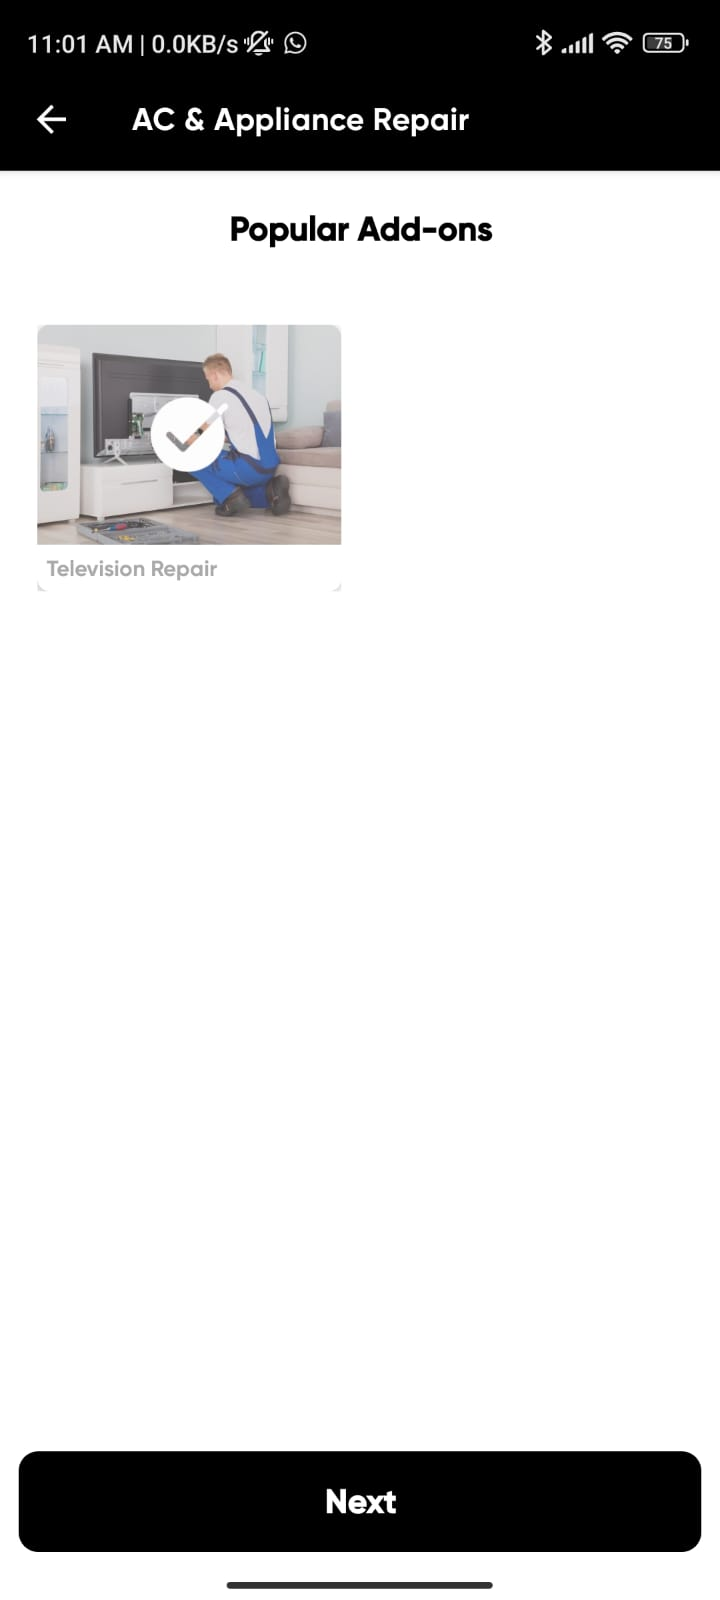 11:01 AM | 0.0KB/s
75
AC & Appliance Repair
Popular Add-ons
Television Repair
Next